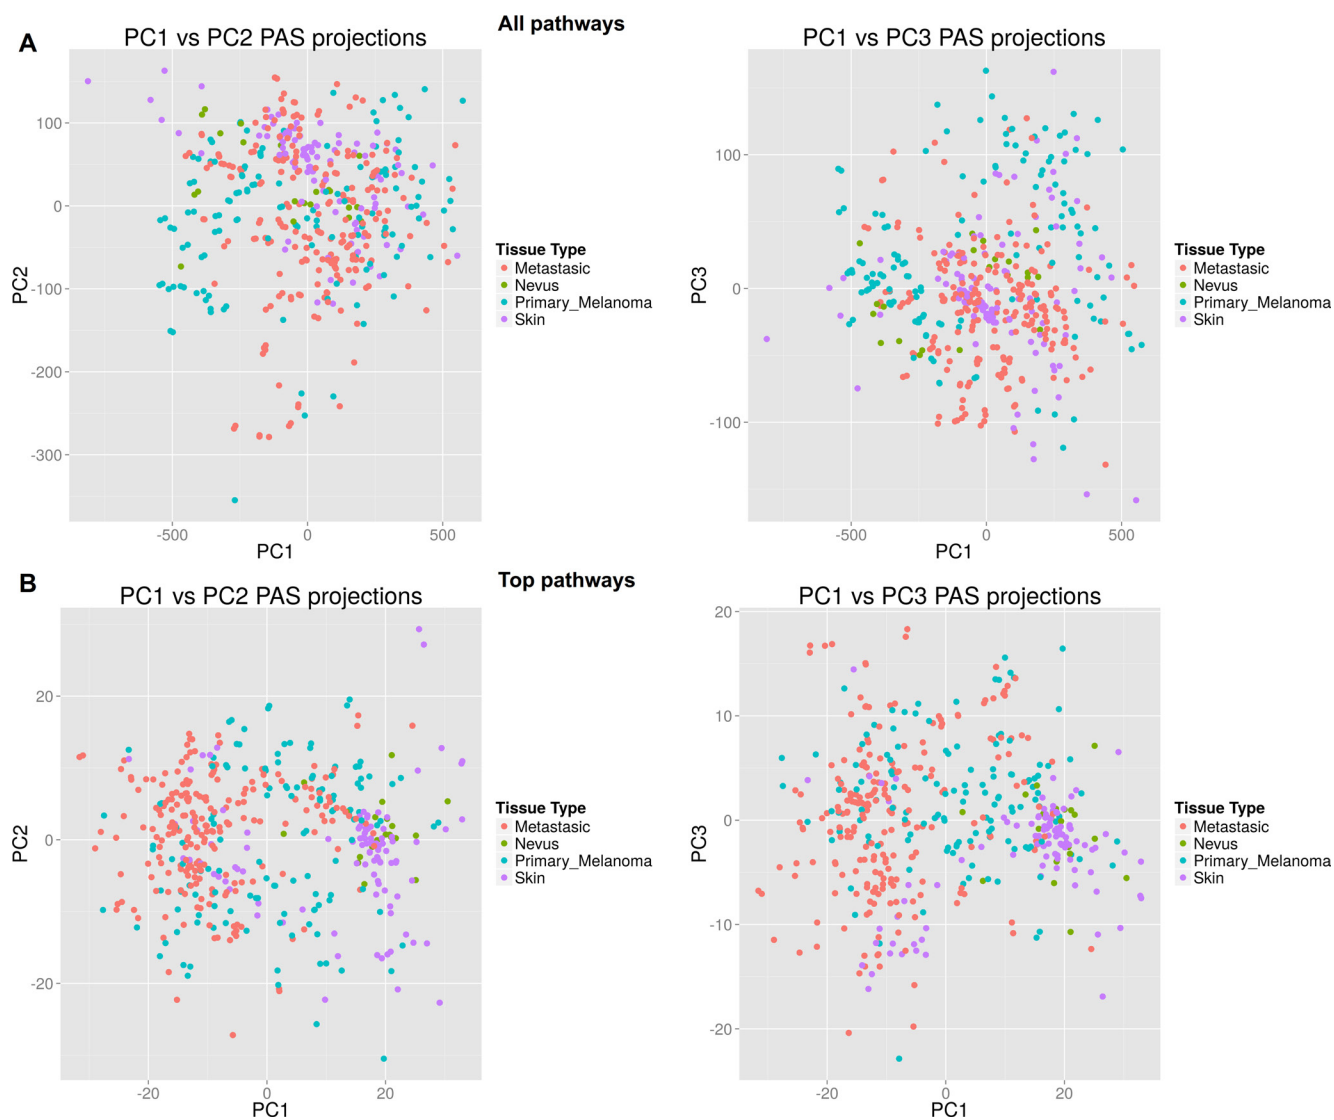 All pathways
A
PC1 vs PC2 PAS projections
100
0
-100
-200
-300
PC2
-500
0
500
PC1
Tissue Type
Metastasic
Nevus
Primary_Melanoma
Skin
PC1 vs PC3 PAS projections
100
0
-100
PC3
-500
0
500
PC1
Tissue Type
Metastasic
Nevus
Primary_Melanoma
Skin
Top pathways
B
PC1 vs PC2 PAS projections
20
0
-20
PC2
-20
0
20
PC1
Tissue Type
Metastasic
Nevus
Primary_Melanoma
Skin
PC1 vs PC3 PAS projections
20
10
0
-10
-20
PC3
-20
0
20
PC1
Tissue Type
Metastasic
Nevus
Primary_Melanoma
Skin